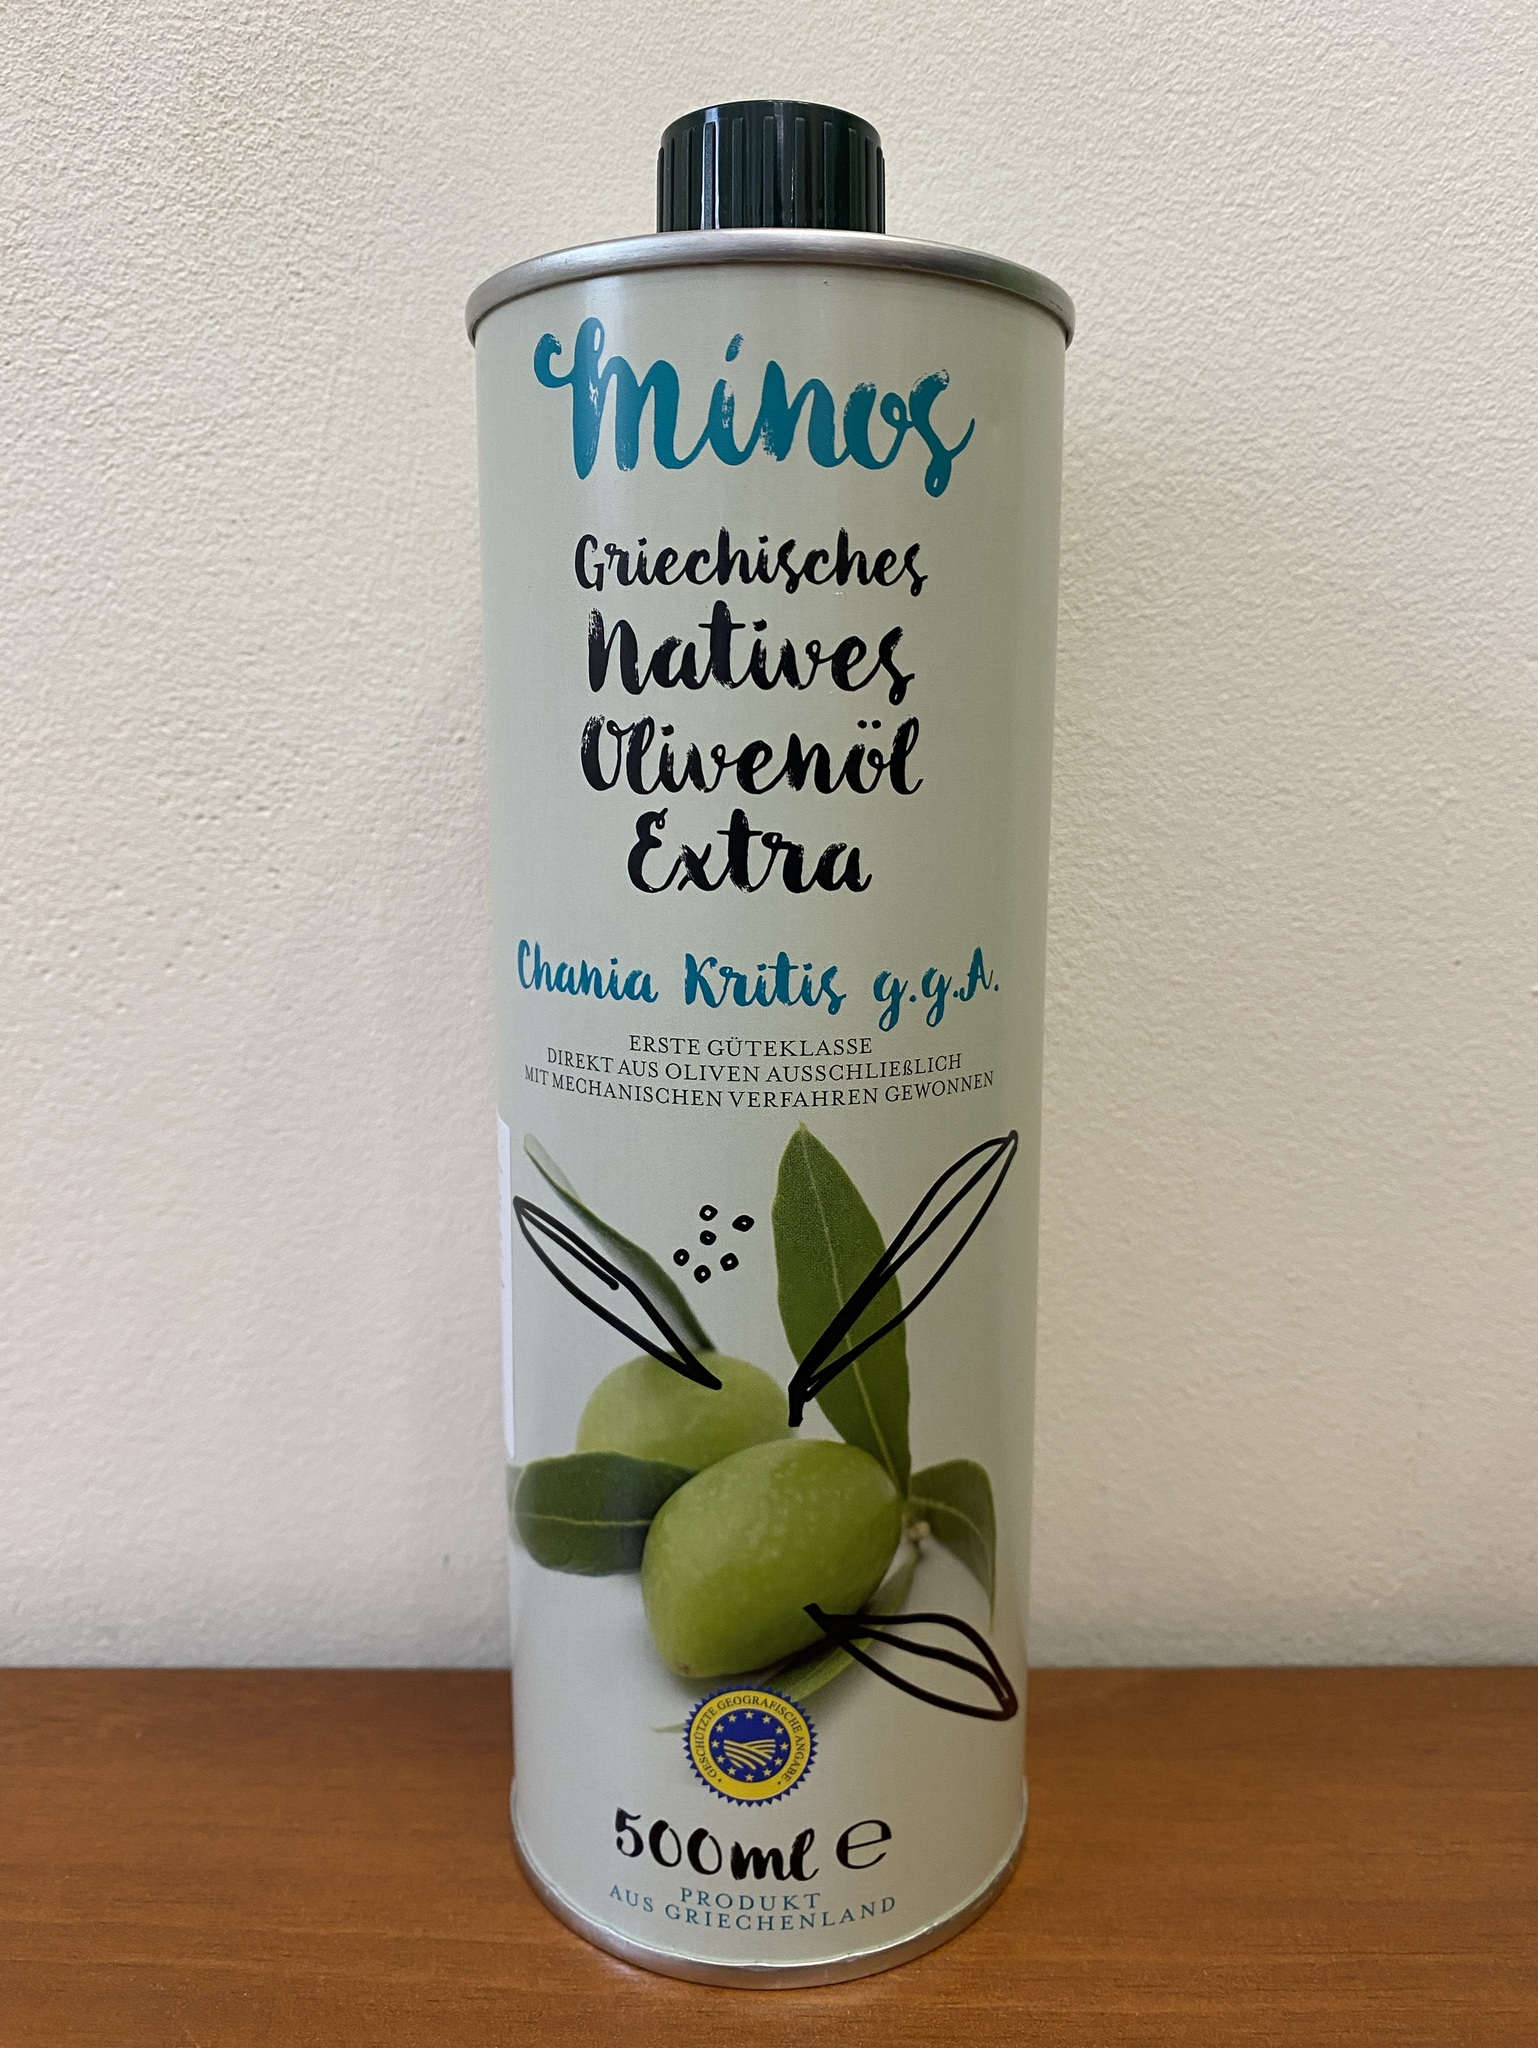 minos
Griechisches
Natives
Olivenöl
Extra
Chania Kritis g.g.A.
ERSTE GÜTEKLASSE
DIREKT AUS OLIVEN AUSSCHLIEßLICH
MIT MECHANISCHEN VERFAHREN GEWONNEN
GESCHÜTZTE GEOGRAFISCHE ANGABE
500ml ℮
PRODUKT
AUS GRIECHENLAND